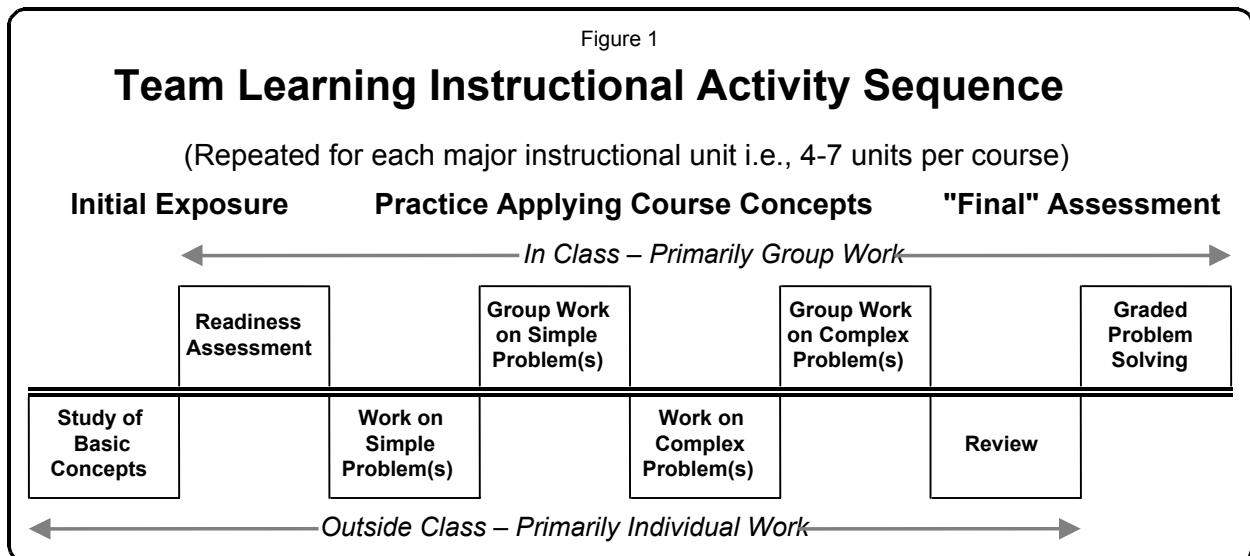 Figure 1
Team Learning Instructional Activity Sequence
(Repeated for each major instructional unit i.e., 4-7 units per course)
Initial Exposure
Practice Applying Course Concepts
"Final" Assessment
In Class – Primarily Group Work
Readiness
Assessment
Group Work
on Simple
Problem(s)
Group Work
on Complex
Problem(s)
Graded
Problem
Solving
Study of
Basic
Concepts
Work on
Simple
Problem(s)
Work on
Complex
Problem(s)
Review
Outside Class – Primarily Individual Work